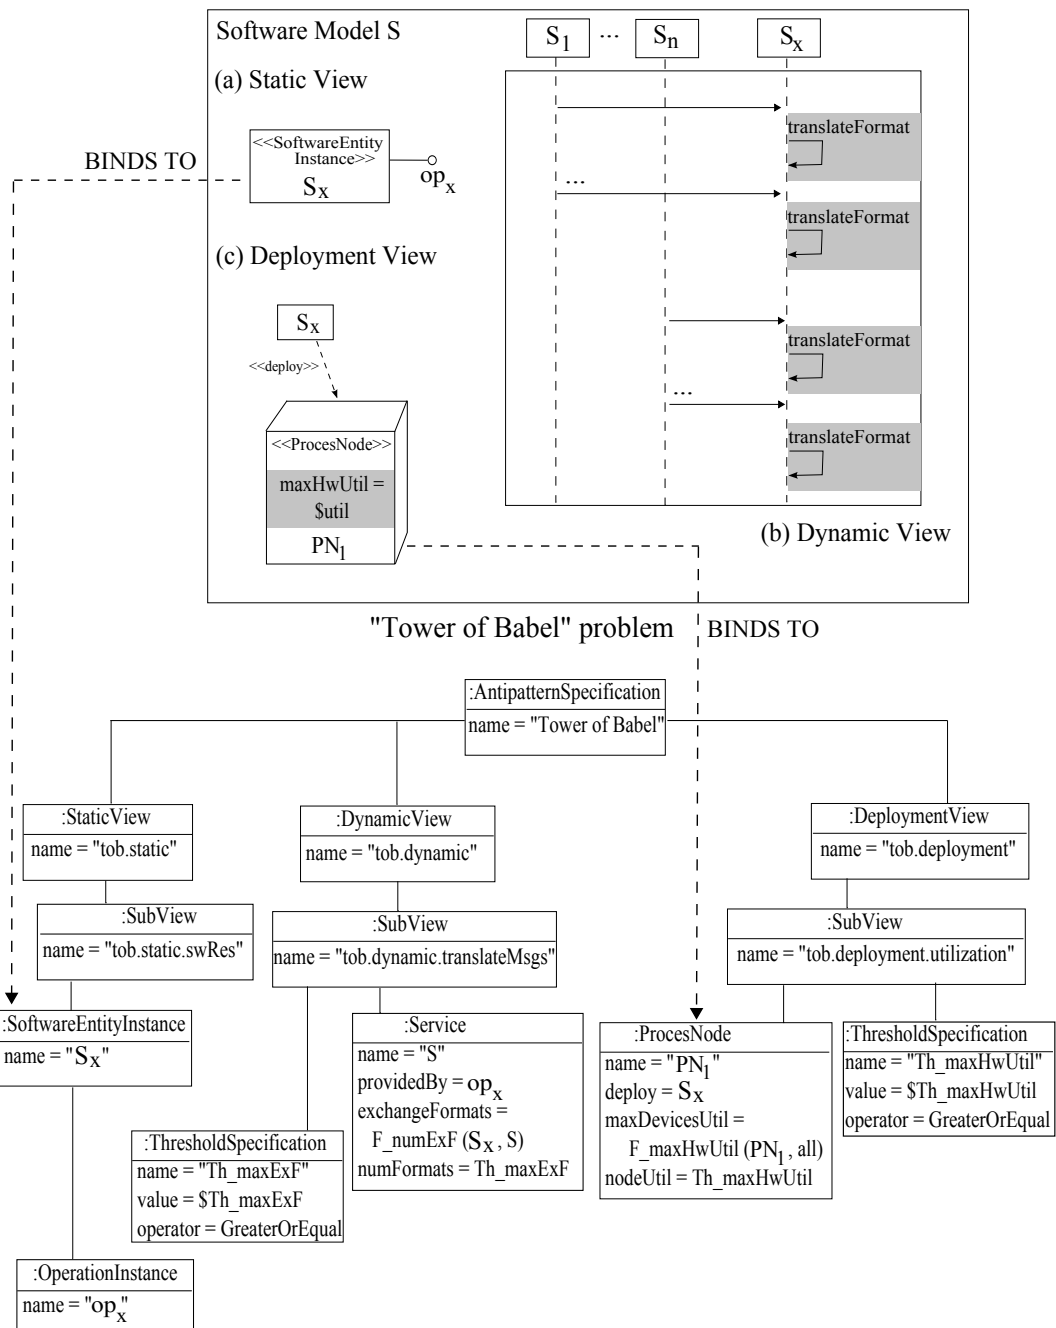 Software Model S
S1 ... Sn Sx
(a) Static View
translateFormat
<<SoftwareEntity
Instance>>
Sx
opx
BINDS TO
...
translateFormat
(c) Deployment View
Sx
<<deploy>>
translateFormat
...
<<ProcesNode>>
translateFormat
maxHwUtil =
$util
PN1
(b) Dynamic View
"Tower of Babel" problem
BINDS TO
:AntipatternSpecification
name = "Tower of Babel"
:StaticView
name = "tob.static"
:DynamicView
name = "tob.dynamic"
:DeploymentView
name = "tob.deployment"
:SubView
name = "tob.static.swRes"
:SubView
name = "tob.dynamic.translateMsgs"
:SubView
name = "tob.deployment.utilization"
:SoftwareEntityInstance
name = "Sx"
:Service
name = "S"
providedBy = opx
exchangeFormats =
F_numExF (Sx , S)
numFormats = Th_maxExF
:ProcesNode
name = "PN1"
deploy = Sx
maxDevicesUtil =
F_maxHwUtil (PN1 , all)
nodeUtil = Th_maxHwUtil
:ThresholdSpecification
name = "Th_maxHwUtil"
value = $Th_maxHwUtil
operator = GreaterOrEqual
:ThresholdSpecification
name = "Th_maxExF"
value = $Th_maxExF
operator = GreaterOrEqual
:OperationInstance
name = "opx"